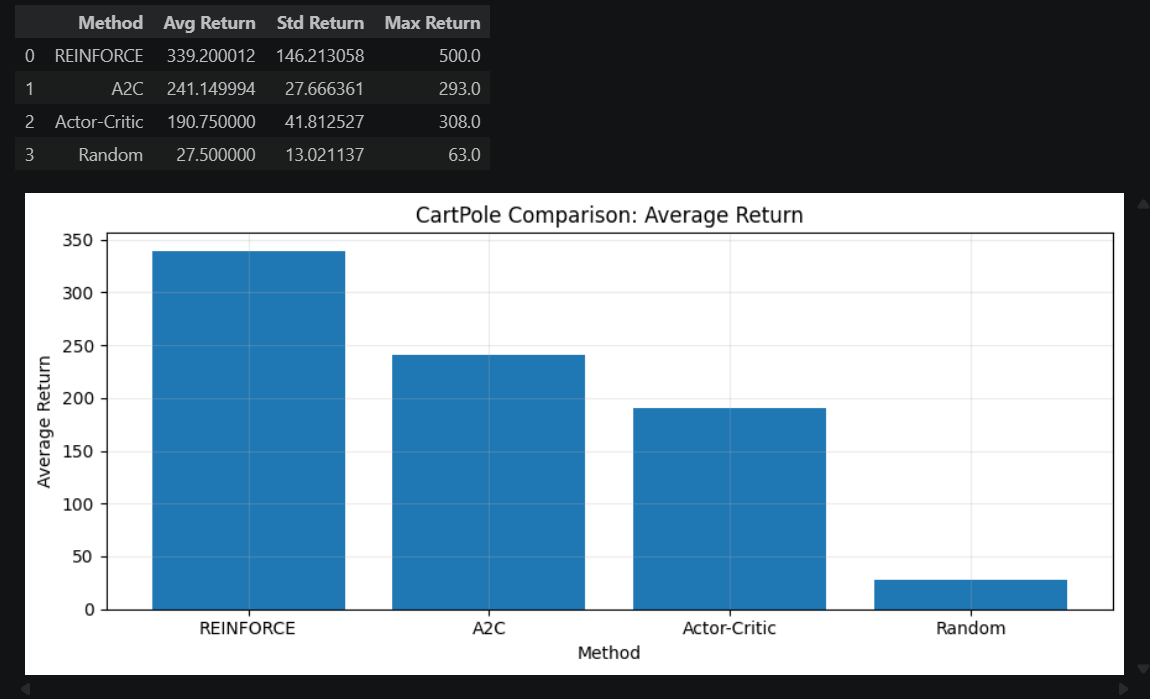 Method Avg Return Std Return Max Return
0 REINFORCE 339.200012 146.213058 500.0
1 A2C 241.149994 27.666361 293.0
2 Actor-Critic 190.750000 41.812527 308.0
3 Random 27.500000 13.021137 63.0
CartPole Comparison: Average Return
350
300
250
200
150
100
50
0
Average Return
REINFORCE A2C Actor-Critic Random
Method